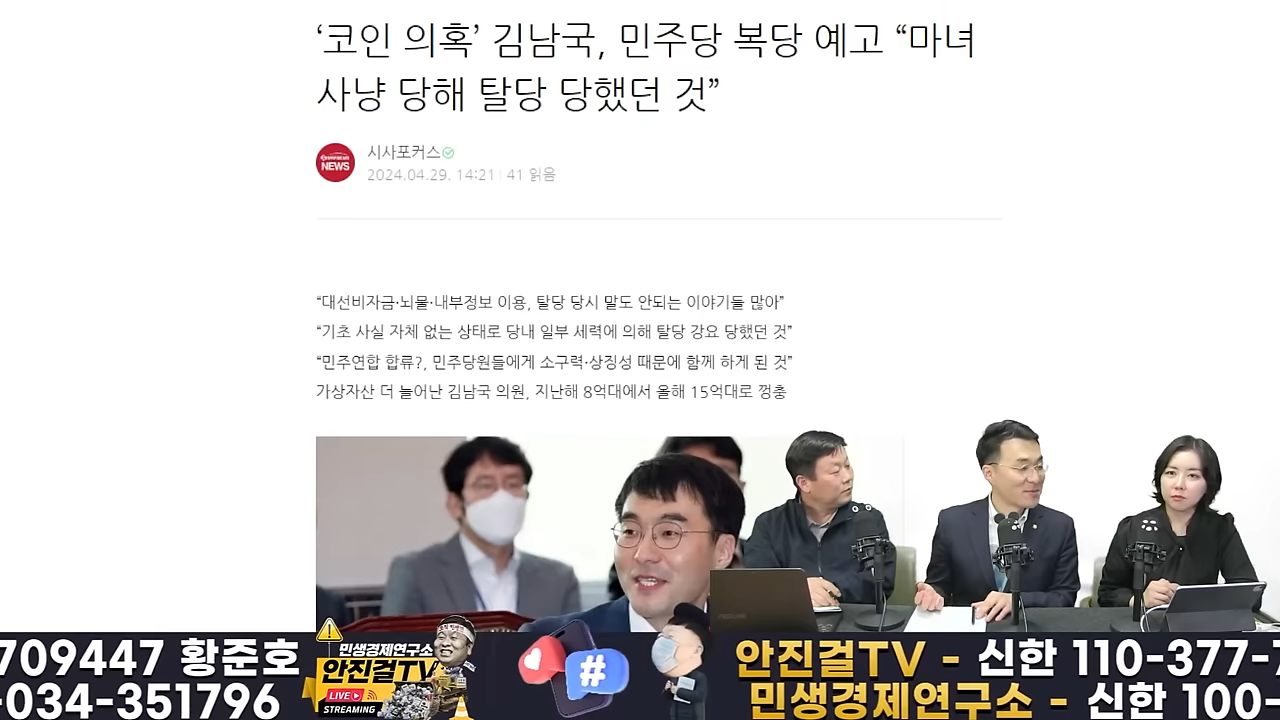 ‘코인 의혹’ 김남국, 민주당 복당 예고 “마녀
사냥 당해 탈당 당했던 것”
NEWS
시사포커스
2024.04.29. 14:21 | 41 읽음
“대선비자금·뇌물·내부정보 이용, 탈당 당시 말도 안되는 이야기들 많아”
“기초 사실 자체 없는 상태로 당내 일부 세력에 의해 탈당 강요 당했던 것”
“민주연합 합류?, 민주당원들에게 소구력·상징성 때문에 함께 하게 된 것”
가상자산 더 늘어난 김남국 의원, 지난해 8억대에서 올해 15억대로 껑충
709447 황준호
-034-351796
민생경제연구소
안진걸TV
LIVE
STREAMING
#
안진걸TV - 신한 110-377-7
민생경제연구소 - 신한 100-